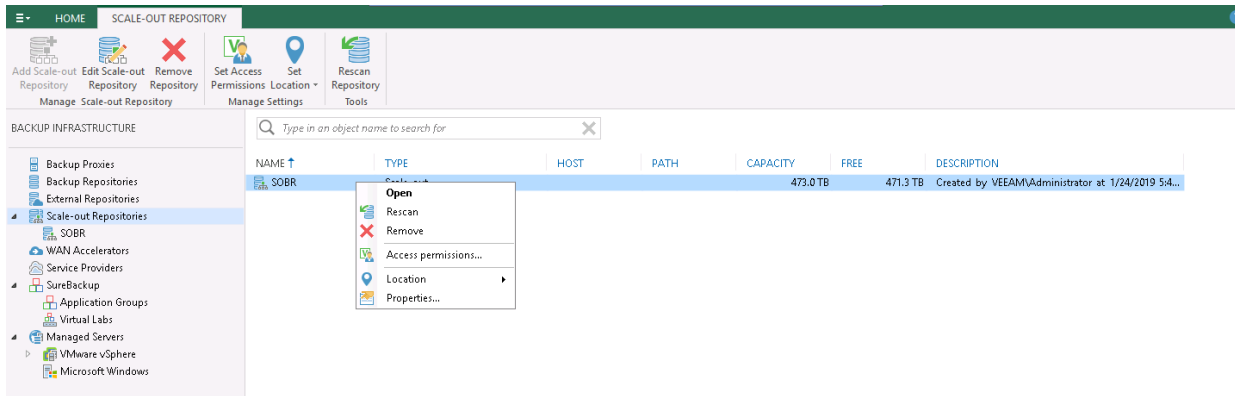 HOME SCALE-OUT REPOSITORY
Add Scale-out Repository
Edit Scale-out Repository
Remove Repository
Manage Scale-out Repository
Set Access Permissions
Set Location
Manage Settings
Rescan Repository
Tools
BACKUP INFRASTRUCTURE
Type in an object name to search for
Backup Proxies
Backup Repositories
External Repositories
Scale-out Repositories
SOBR
WAN Accelerators
Service Providers
SureBackup
Application Groups
Virtual Labs
Managed Servers
VMware vSphere
Microsoft Windows
NAME TYPE HOST PATH CAPACITY FREE DESCRIPTION
SOBR Scale-out 473.0 TB 471.3 TB Created by VEEAM\Administrator at 1/24/2019 5:4...
Open
Rescan
Remove
Access permissions...
Location
Properties...